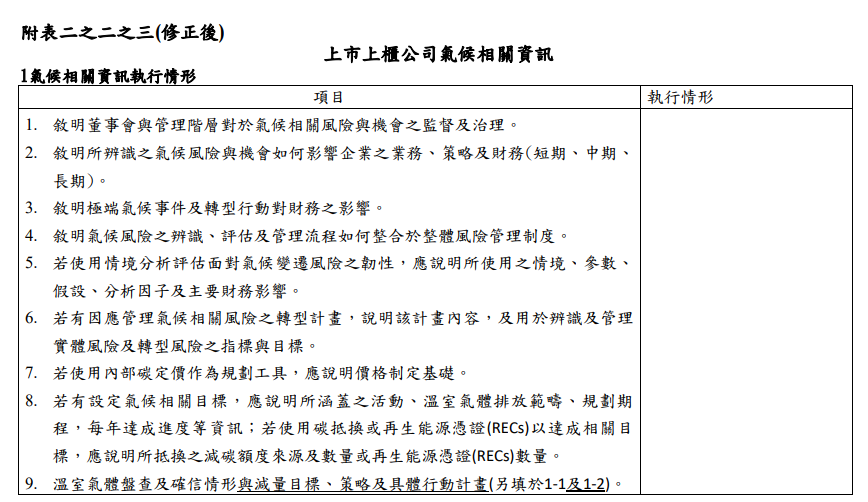 附表二之二之三(修正後)
上市上櫃公司氣候相關資訊
1氣候相關資訊執行情形
項目 執行情形
1. 敘明董事會與管理階層對於氣候相關風險與機會之監督及治理。
2. 敘明所辨識之氣候風險與機會如何影響企業之業務、策略及財務(短期、中期、
長期)。
3. 敘明極端氣候事件及轉型行動對財務之影響。
4. 敘明氣候風險之辨識、評估及管理流程如何整合於整體風險管理制度。
5. 若使用情境分析評估面對氣候變遷風險之韌性，應說明所使用之情境、參數、
假設、分析因子及主要財務影響。
6. 若有因應管理氣候相關風險之轉型計畫，說明該計畫內容，及用於辨識及管理
實體風險及轉型風險之指標與目標。
7. 若使用內部碳定價作為規劃工具，應說明價格制定基礎。
8. 若有設定氣候相關目標，應說明所涵蓋之活動、溫室氣體排放範疇、規劃期
程，每年達成進度等資訊；若使用碳抵換或再生能源憑證(RECs)以達成相關目
標，應說明所抵換之減碳額度來源及數量或再生能源憑證(RECs)數量。
9. 溫室氣體盤查及確信情形與減量目標、策略及具體行動計畫(另填於1-1及1-2)。